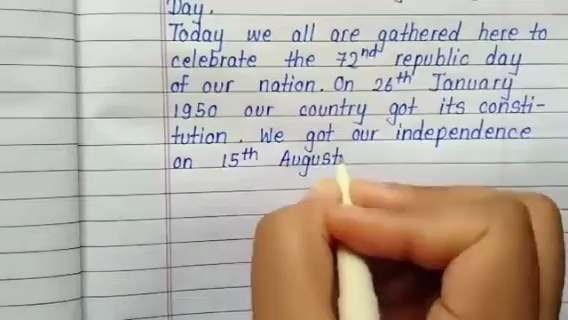 Day.
Today we all are gathered here to
celebrate the 72nd republic day
of our nation. On 26th January
1950 our country got its consti-
tution. We got our independence
on 15th August